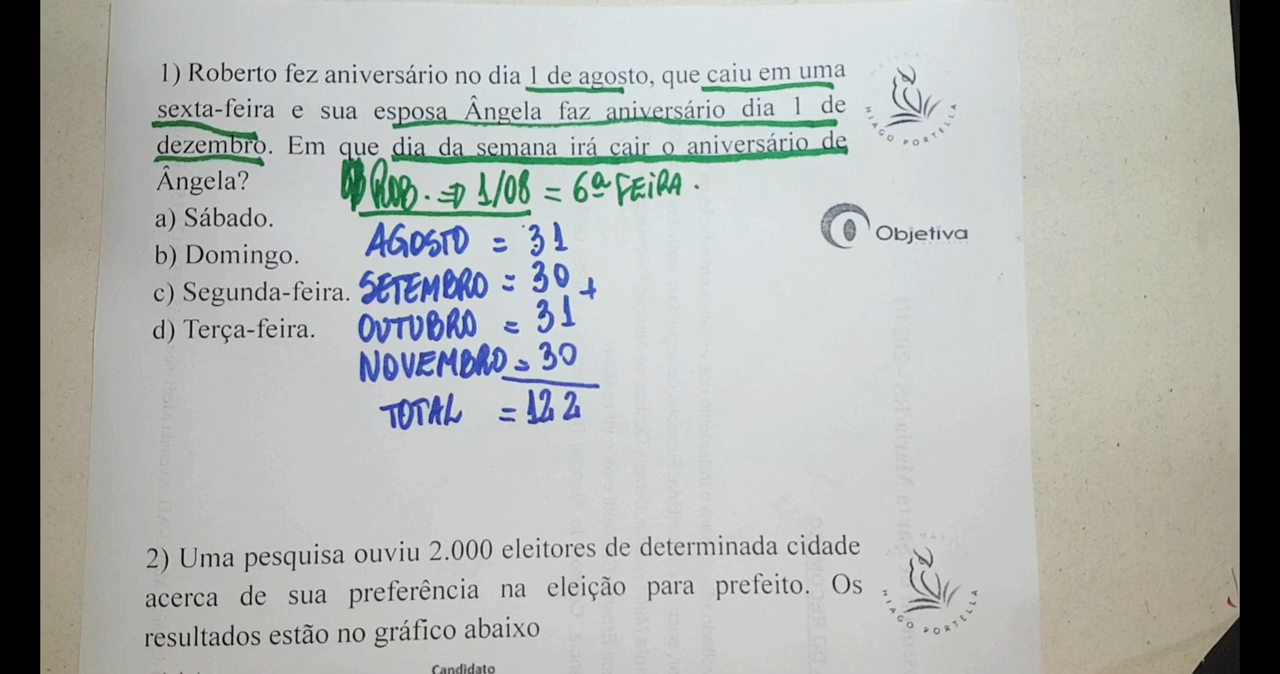 1) Roberto fez aniversário no dia 1 de agosto, que caiu em uma
sexta-feira e sua esposa Ângela faz aniversário dia 1 de
dezembro. Em que dia da semana irá cair o aniversário de
Ângela?
ROB. ⇒ 1/08 = 6ª FEIRA.
a) Sábado.
b) Domingo.
c) Segunda-feira.
d) Terça-feira.
AGOSTO = 31
SETEMBRO = 30 +
OUTUBRO = 31
NOVEMBRO = 30
TOTAL = 122
HIAGO PORTELLA
Objetiva
2) Uma pesquisa ouviu 2.000 eleitores de determinada cidade
acerca de sua preferência na eleição para prefeito. Os
resultados estão no gráfico abaixo
HIAGO PORTELLA
Candidato